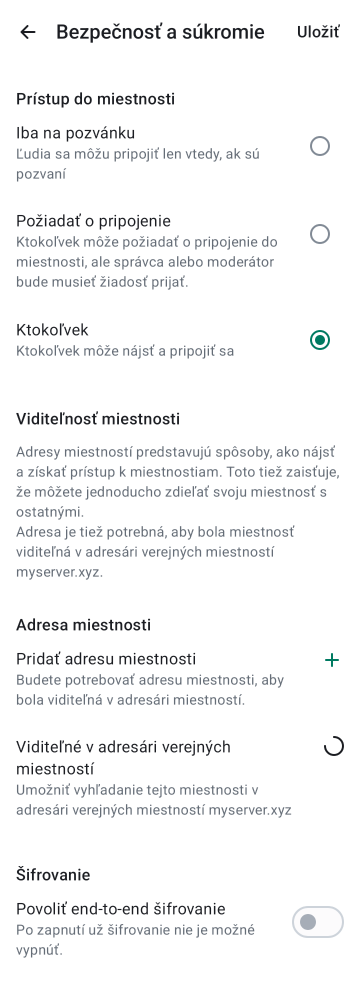 Bezpečnosť a súkromie
Uložiť
Prístup do miestnosti
Iba na pozvánku
Ľudia sa môžu pripojiť len vtedy, ak sú
pozvaní
Požiadať o pripojenie
Ktokoľvek môže požiadať o pripojenie do
miestnosti, ale správca alebo moderátor
bude musieť žiadosť prijať.
Ktokoľvek
Ktokoľvek môže nájsť a pripojiť sa
Viditeľnosť miestnosti
Adresy miestností predstavujú spôsoby, ako nájsť
a získať prístup k miestnostiam. Toto tiež zaisťuje,
že môžete jednoducho zdieľať svoju miestnosť s
ostatnými.
Adresa je tiež potrebná, aby bola miestnosť
viditeľná v adresári verejných miestností
myserver.xyz.
Adresa miestnosti
Pridať adresu miestnosti
Budete potrebovať adresu miestnosti, aby
bola viditeľná v adresári miestností.
Viditeľné v adresári verejných
miestností
Umožniť vyhľadanie tejto miestnosti v
adresári verejných miestností myserver.xyz
Šifrovanie
Povoliť end-to-end šifrovanie
Po zapnutí už šifrovanie nie je možné
vypnúť.